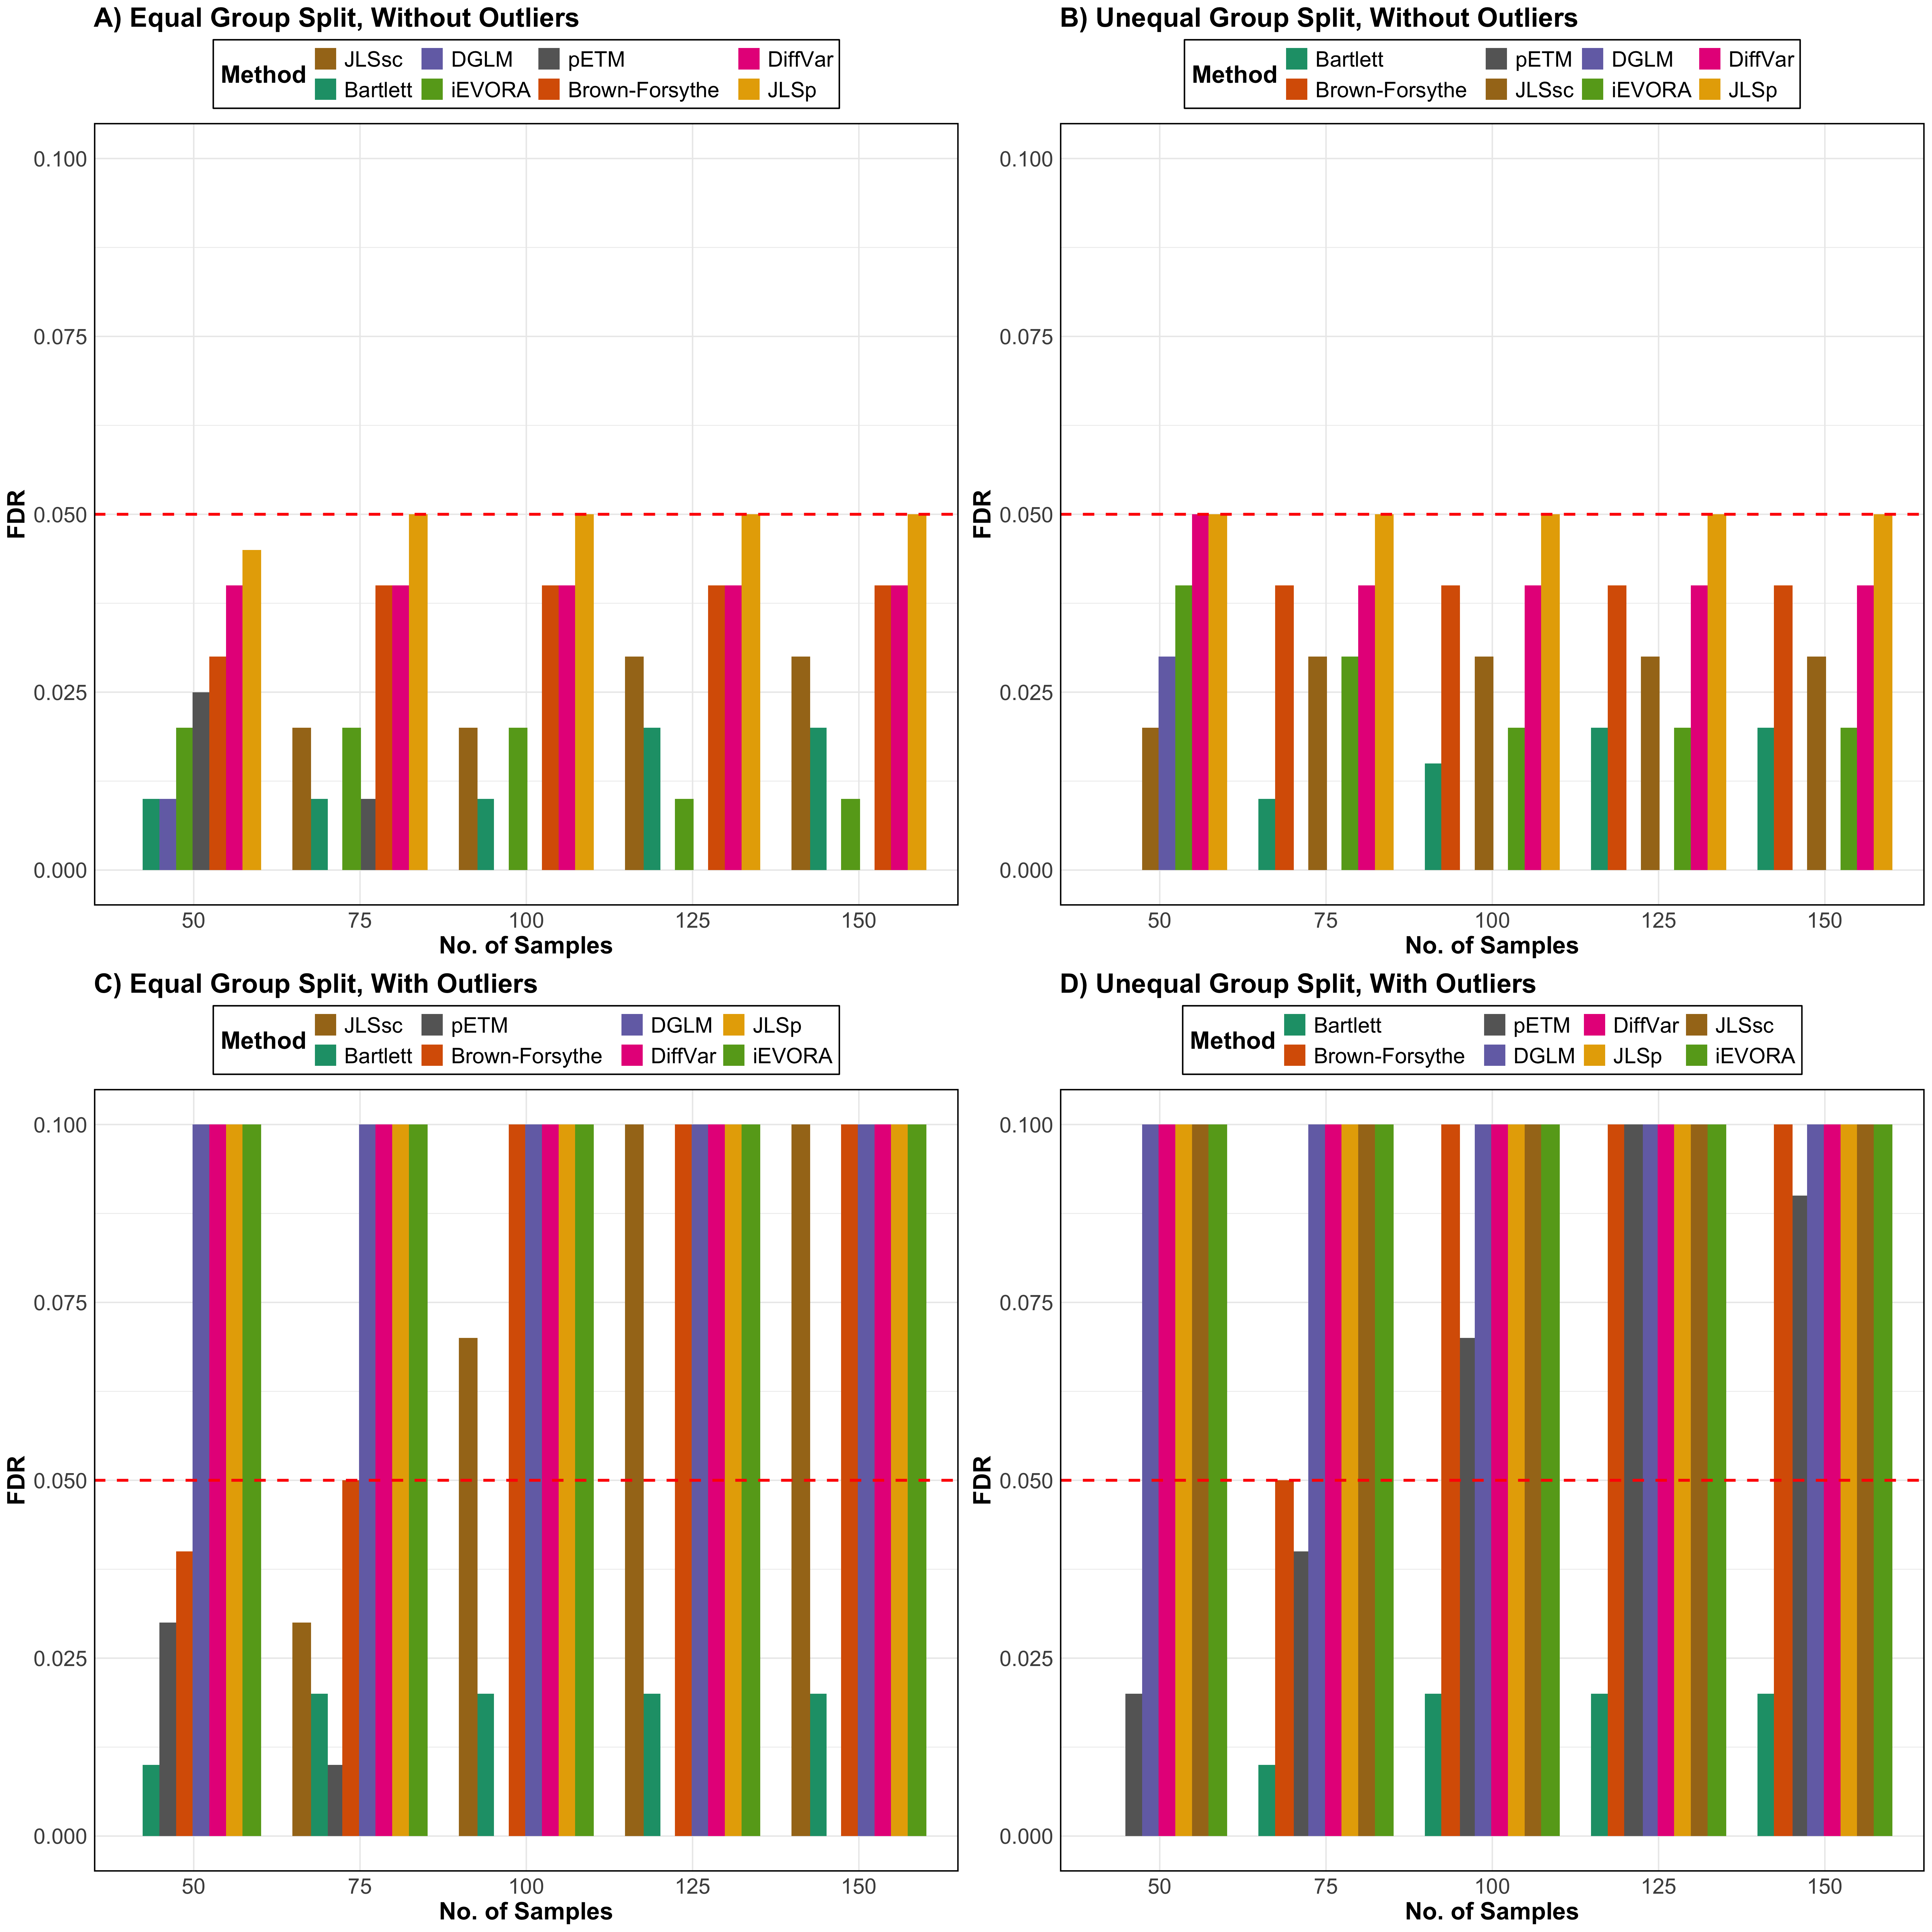 A) Equal Group Split, Without Outliers
Method
JLSsc DGLM pETM DiffVar
Bartlett iEVORA Brown-Forsythe JLSp
FDR
0.100
0.075
0.050
0.025
0.000
50 75 100 125 150
No. of Samples
B) Unequal Group Split, Without Outliers
Method
Bartlett pETM DGLM DiffVar
Brown-Forsythe JLSsc iEVORA JLSp
FDR
0.100
0.075
0.050
0.025
0.000
50 75 100 125 150
No. of Samples
C) Equal Group Split, With Outliers
Method
JLSsc pETM DGLM JLSp
Bartlett Brown-Forsythe DiffVar iEVORA
FDR
0.100
0.075
0.050
0.025
0.000
50 75 100 125 150
No. of Samples
D) Unequal Group Split, With Outliers
Method
Bartlett pETM DiffVar JLSsc
Brown-Forsythe DGLM JLSp iEVORA
FDR
0.100
0.075
0.050
0.025
0.000
50 75 100 125 150
No. of Samples